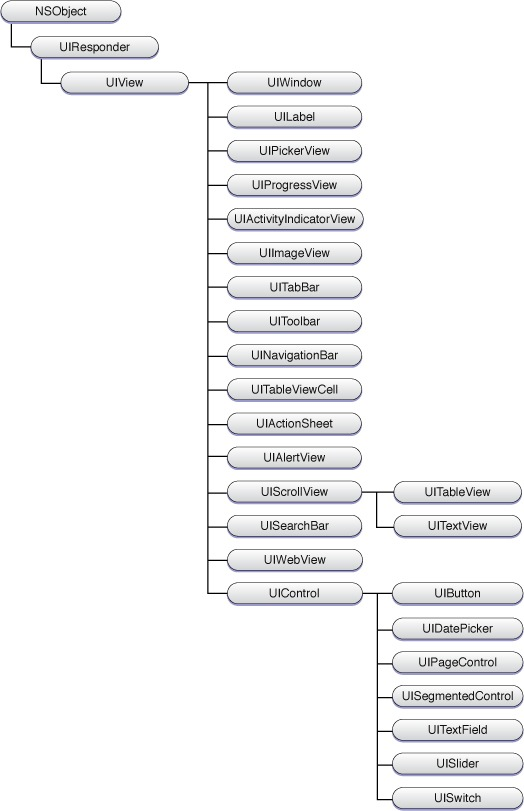 NSObject
UIResponder
UIView
UIWindow
UILabel
UIPickerView
UIProgressView
UIActivityIndicatorView
UIImageView
UITabBar
UIToolbar
UINavigationBar
UITableViewCell
UIActionSheet
UIAlertView
UIScrollView
UITableView
UITextView
UISearchBar
UIWebView
UIControl
UIButton
UIDatePicker
UIPageControl
UISegmentedControl
UITextField
UISlider
UISwitch